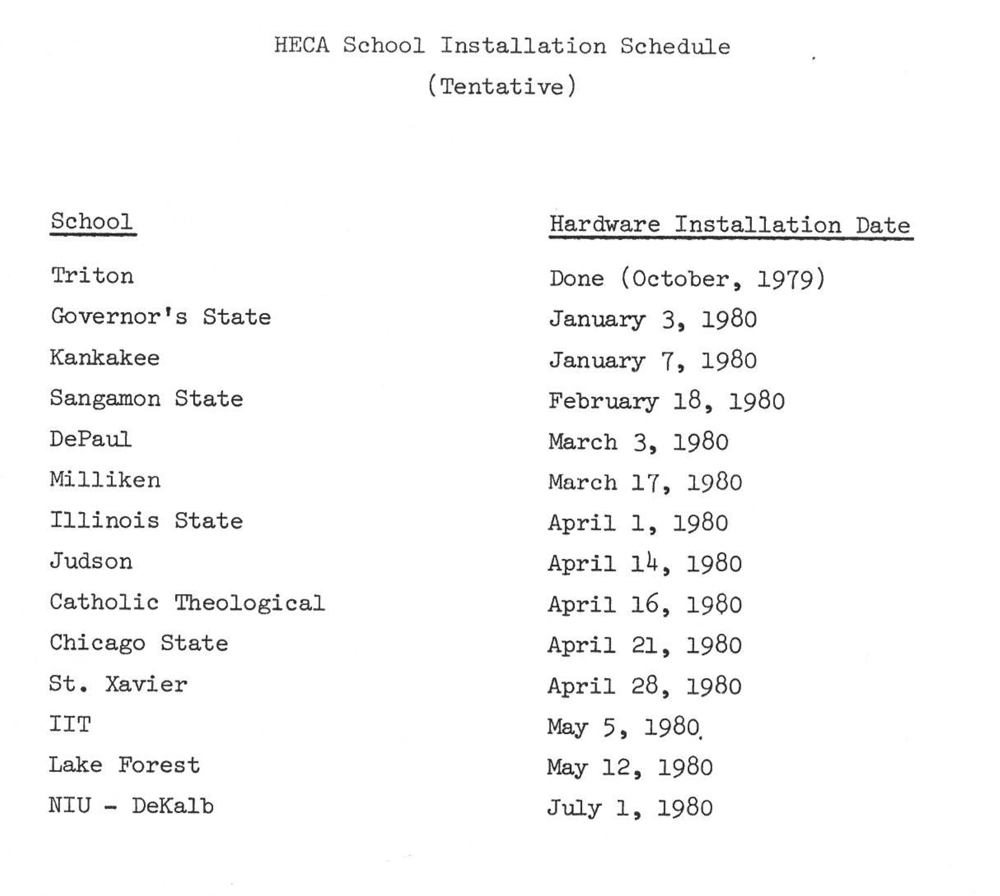 HECA School Installation Schedule
(Tentative)
School Hardware Installation Date
Triton Done (October, 1979)
Governor's State January 3, 1980
Kankakee January 7, 1980
Sangamon State February 18, 1980
DePaul March 3, 1980
Milliken March 17, 1980
Illinois State April 1, 1980
Judson April 14, 1980
Catholic Theological April 16, 1980
Chicago State April 21, 1980
St. Xavier April 28, 1980
IIT May 5, 1980.
Lake Forest May 12, 1980
NIU - DeKalb July 1, 1980